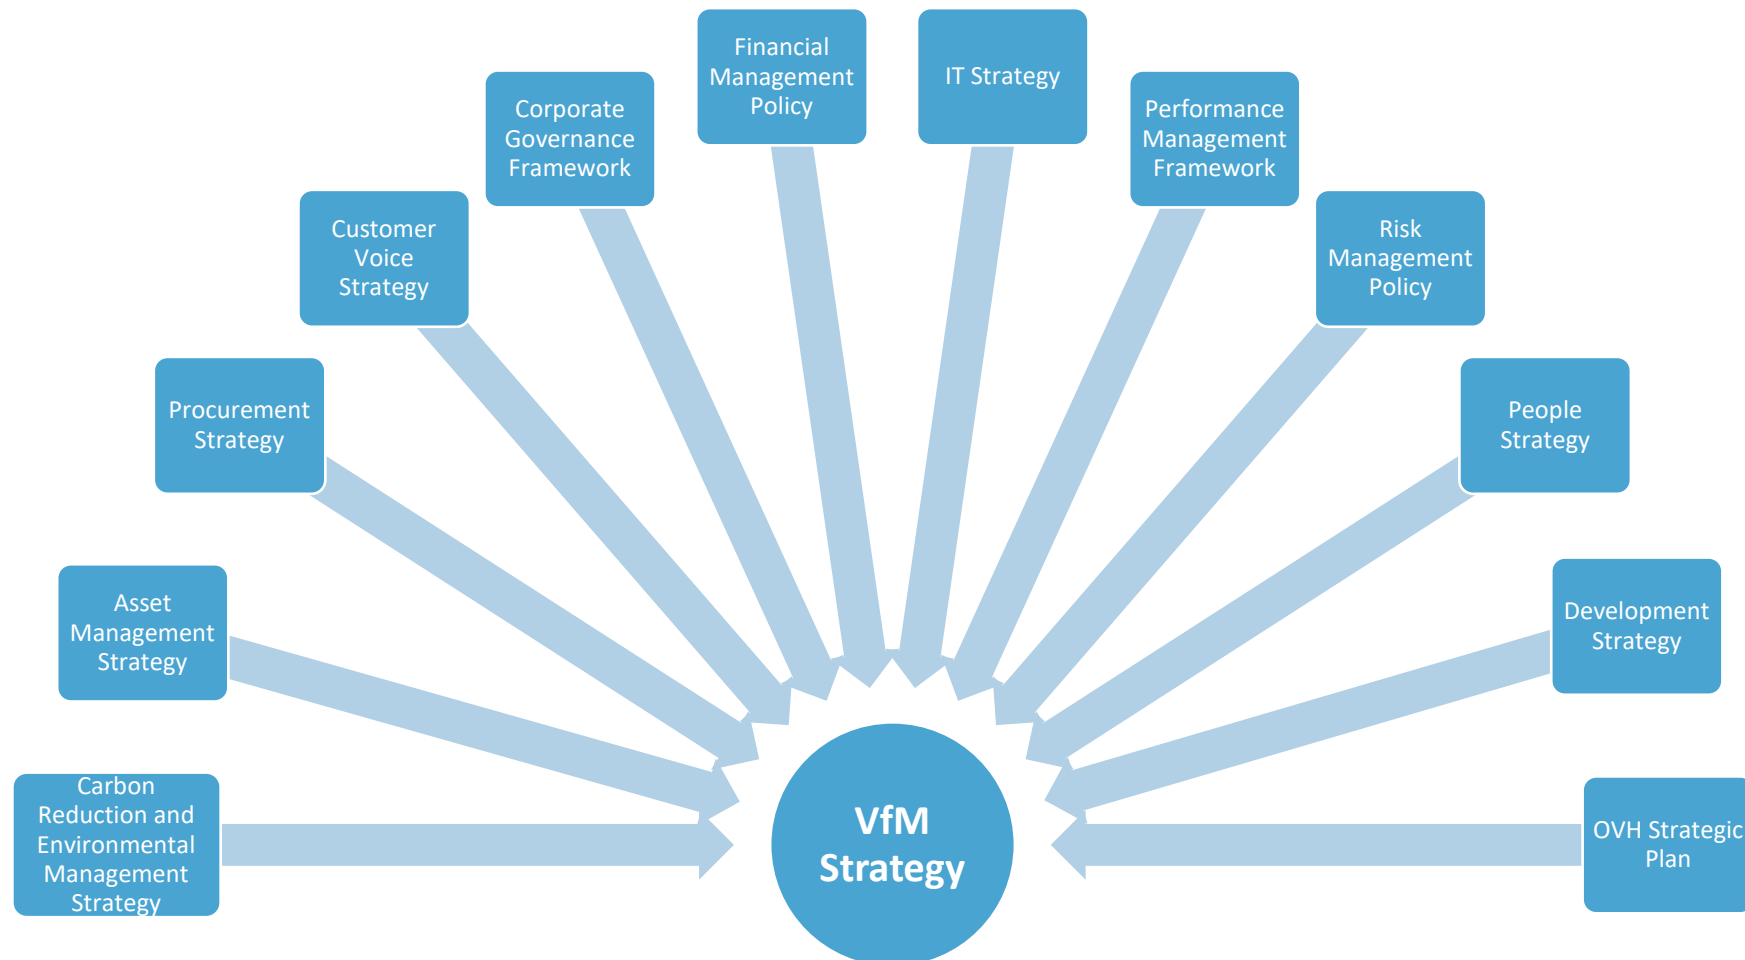 Financial
Management
Policy
IT Strategy
Corporate
Governance
Framework
Performance
Management
Framework
Customer
Voice
Strategy
Risk
Management
Policy
Procurement
Strategy
People
Strategy
Asset
Management
Strategy
Development
Strategy
Carbon
Reduction and
Environmental
Management
Strategy
VfM
Strategy
OVH Strategic
Plan